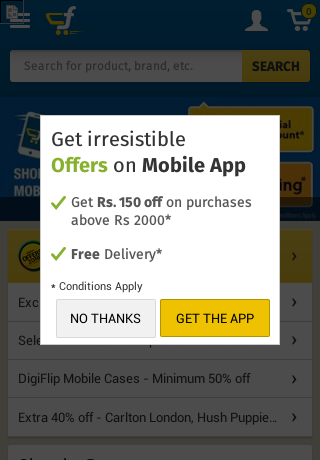 0
Search for product, brand, etc.
SEARCH
Get irresistible
Offers on Mobile App
Get Rs. 150 off on purchases
above Rs 2000*
Free Delivery*
* Conditions Apply
NO THANKS
GET THE APP
SHO
MOB
Exc
Sele
DigiFlip Mobile Cases - Minimum 50% off
Extra 40% off - Carlton London, Hush Puppie...